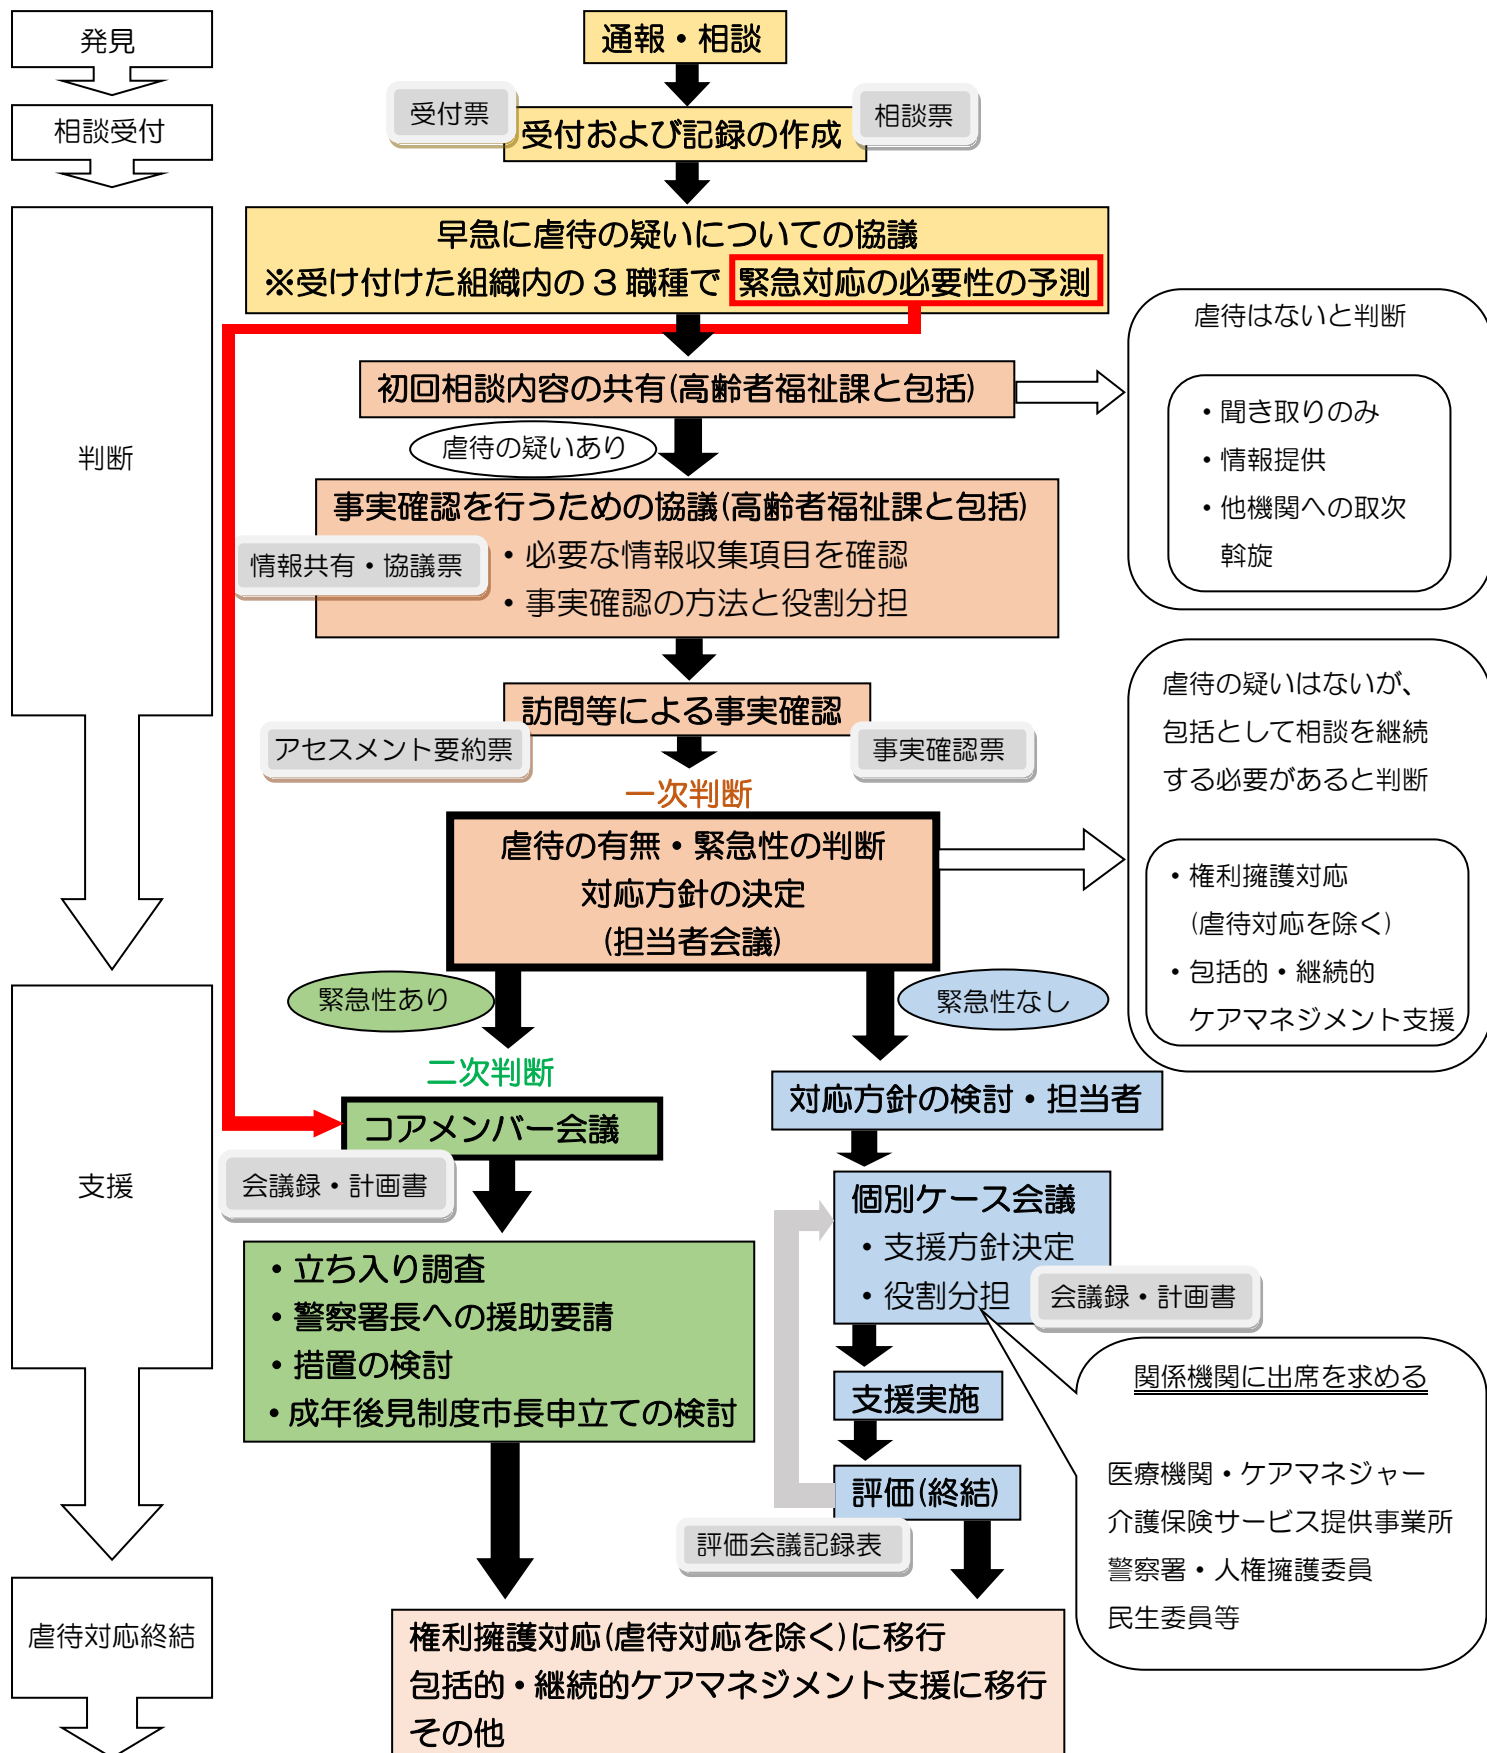 発見
通報・相談
相談受付
受付票
相談票
受付および記録の作成
早急に虐待の疑いについての協議
※受け付けた組織内の3職種で 緊急対応の必要性の予測
判断
初回相談内容の共有(高齢者福祉課と包括)
虐待はないと判断
・聞き取りのみ
・情報提供
・他機関への取次
斡旋
虐待の疑いあり
事実確認を行うための協議(高齢者福祉課と包括)
・必要な情報収集項目を確認
・事実確認の方法と役割分担
情報共有・協議票
訪問等による事実確認
アセスメント要約票
事実確認票
一次判断
虐待の有無・緊急性の判断
対応方針の決定
(担当者会議)
虐待の疑いはないが、
包括として相談を継続
する必要があると判断
・権利擁護対応
(虐待対応を除く)
・包括的・継続的
ケアマネジメント支援
緊急性あり
緊急性なし
支援
二次判断
コアメンバー会議
会議録・計画書
・立ち入り調査
・警察署長への援助要請
・措置の検討
・成年後見制度市長申立ての検討
対応方針の検討・担当者
個別ケース会議
・支援方針決定
・役割分担
会議録・計画書
支援実施
評価(終結)
評価会議記録表
関係機関に出席を求める
医療機関・ケアマネジャー
介護保険サービス提供事業所
警察署・人権擁護委員
民生委員等
虐待対応終結
権利擁護対応(虐待対応を除く)に移行
包括的・継続的ケアマネジメント支援に移行
その他